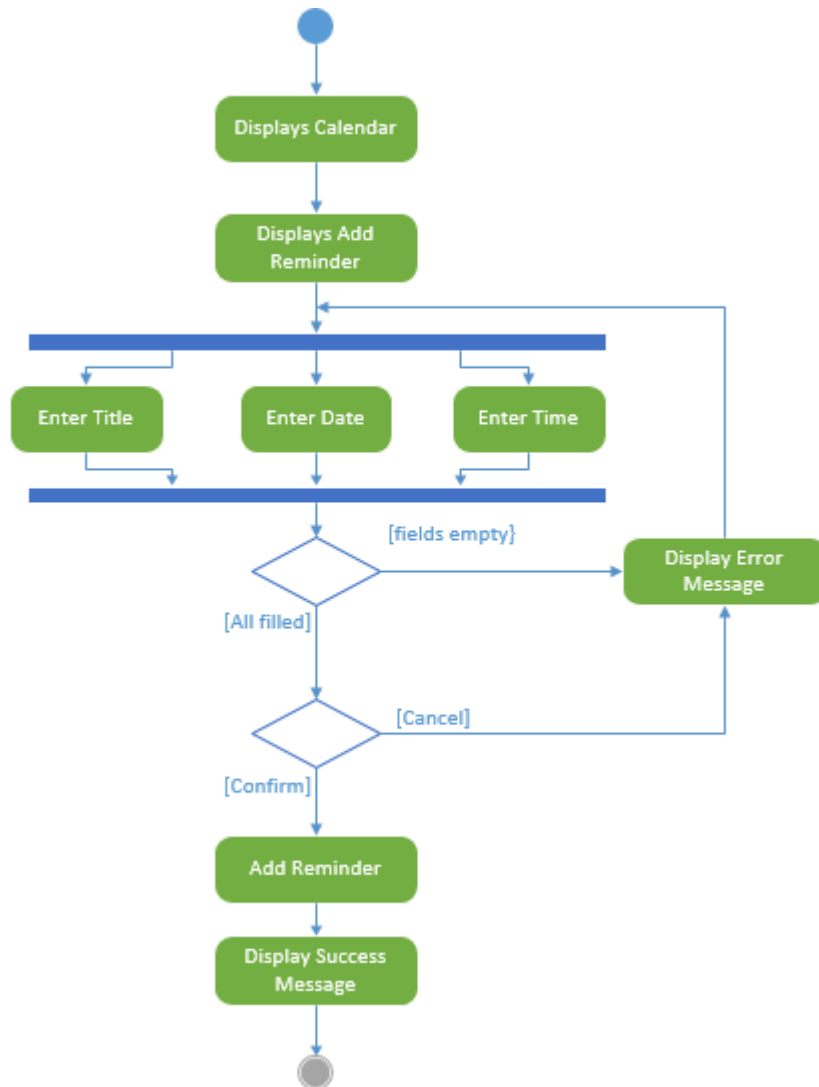 Displays Calendar
Displays Add
Reminder
Enter Title
Enter Date
Enter Time
[fields empty}
Display Error
Message
[All filled]
[Cancel]
[Confirm]
Add Reminder
Display Success
Message